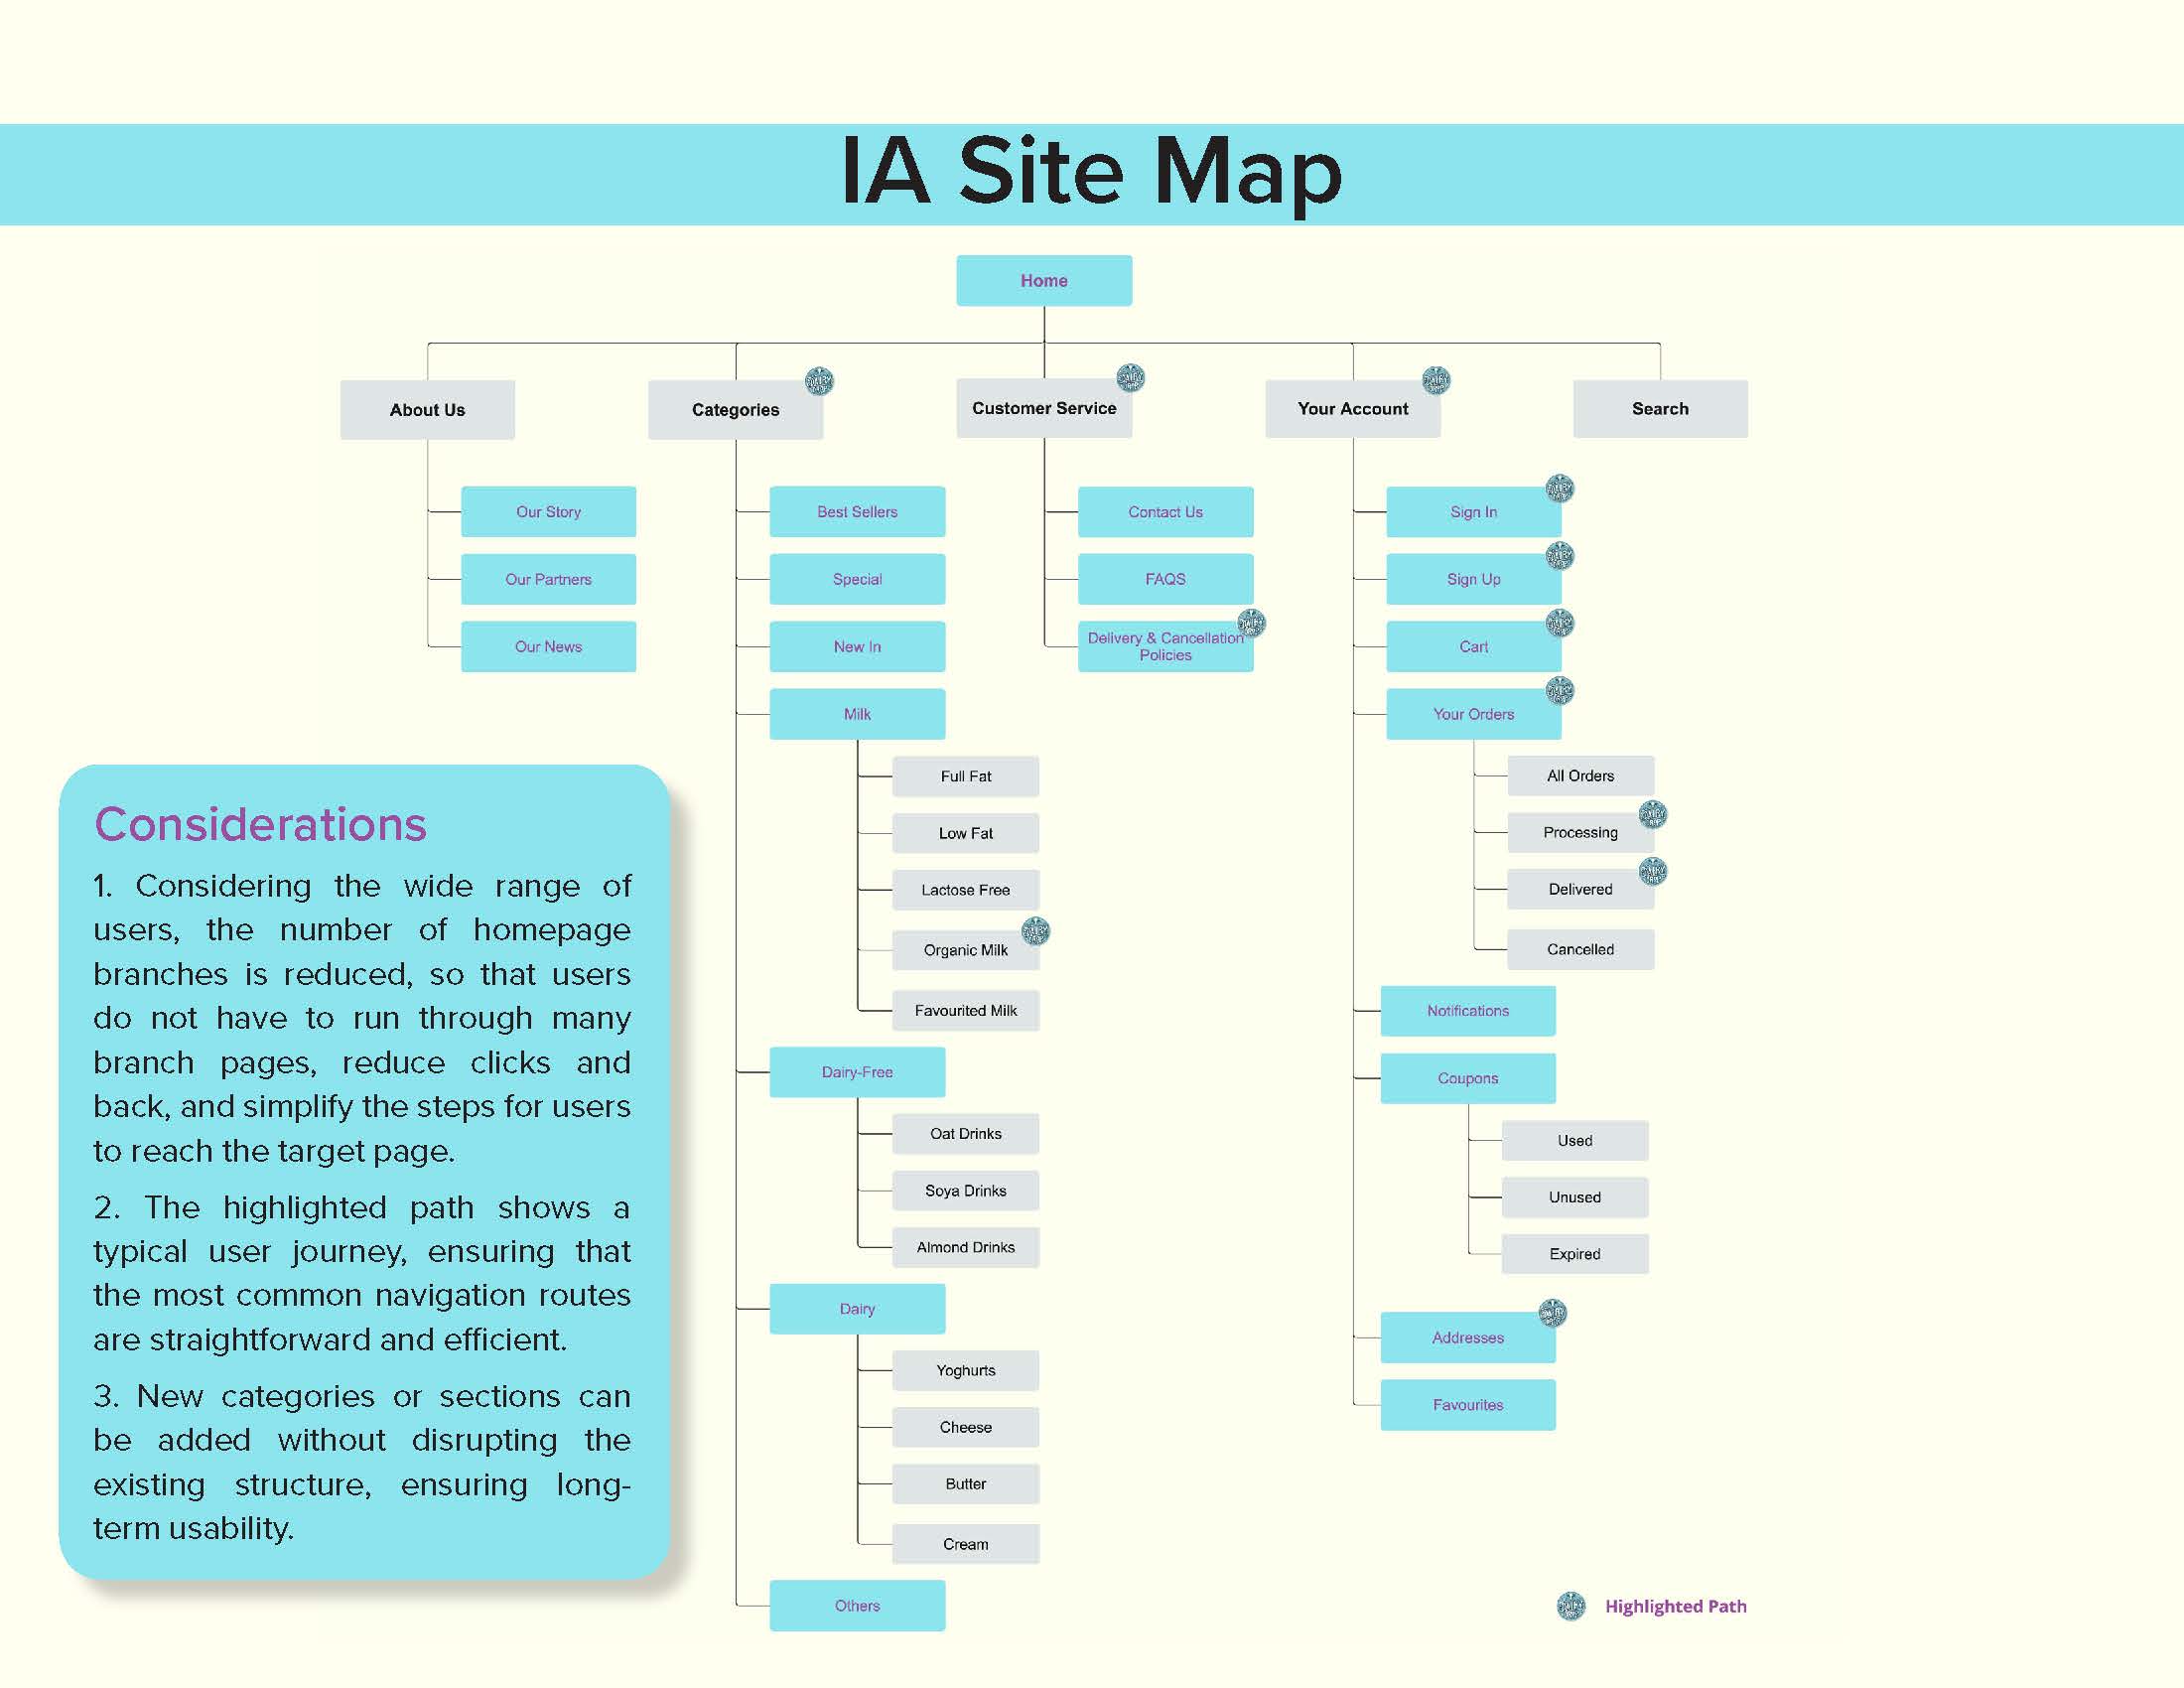 IA Site Map
Home
About Us
Categories
Customer Service
Your Account
Search
Our Story
Our Partners
Our News
Best Sellers
Special
New In
Milk
Full Fat
Low Fat
Lactose Free
Organic Milk
Favourited Milk
Dairy-Free
Oat Drinks
Soya Drinks
Almond Drinks
Dairy
Yoghurts
Cheese
Butter
Cream
Others
Contact Us
FAQS
Delivery & Cancellation
Policies
Sign In
Sign Up
Cart
Your Orders
All Orders
Processing
Delivered
Cancelled
Notifications
Coupons
Used
Unused
Expired
Addresses
Favourites
Considerations
1. Considering the wide range of
users, the number of homepage
branches is reduced, so that users
do not have to run through many
branch pages, reduce clicks and
back, and simplify the steps for users
to reach the target page.
2. The highlighted path shows a
typical user journey, ensuring that
the most common navigation routes
are straightforward and efficient.
3. New categories or sections can
be added without disrupting the
existing structure, ensuring long-
term usability.
Highlighted Path